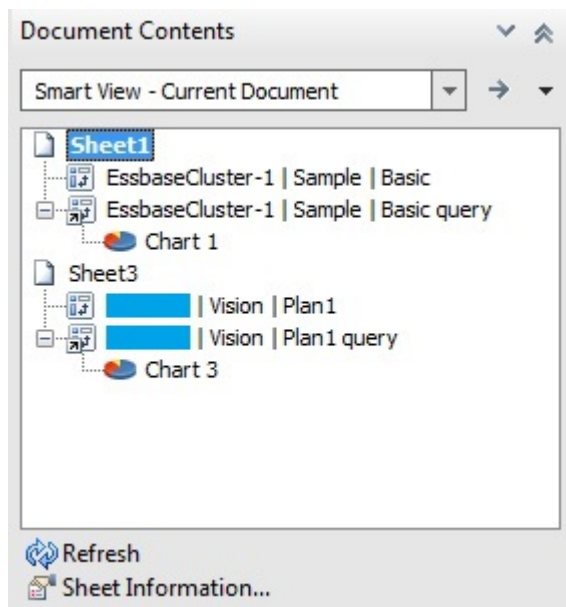 Document Contents
Smart View - Current Document
Sheet1
EssbaseCluster-1 | Sample | Basic
EssbaseCluster-1 | Sample | Basic query
Chart 1
Sheet3
| Vision | Plan1
| Vision | Plan1 query
Chart 3
Refresh
Sheet Information...